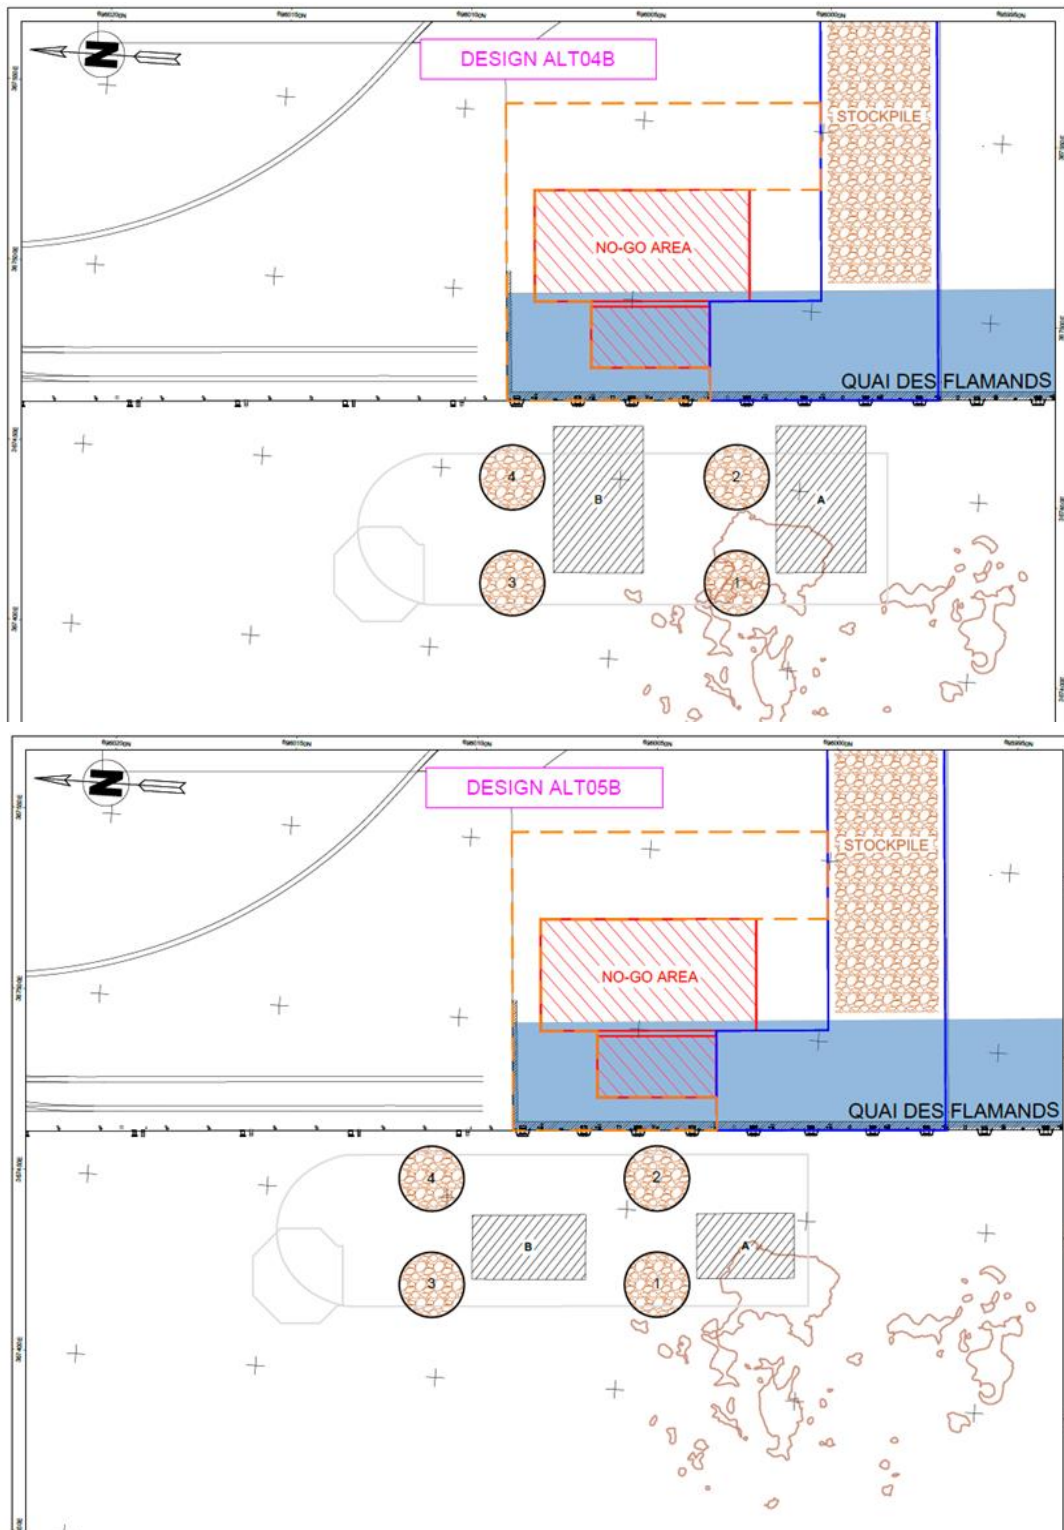 N
DESIGN ALT04B
STOCKPILE
NO-GO AREA
QUAI DES FLAMANDS
4
2
B
A
3
1
N
DESIGN ALT05B
STOCKPILE
NO-GO AREA
QUAI DES FLAMANDS
4
2
B
A
3
1